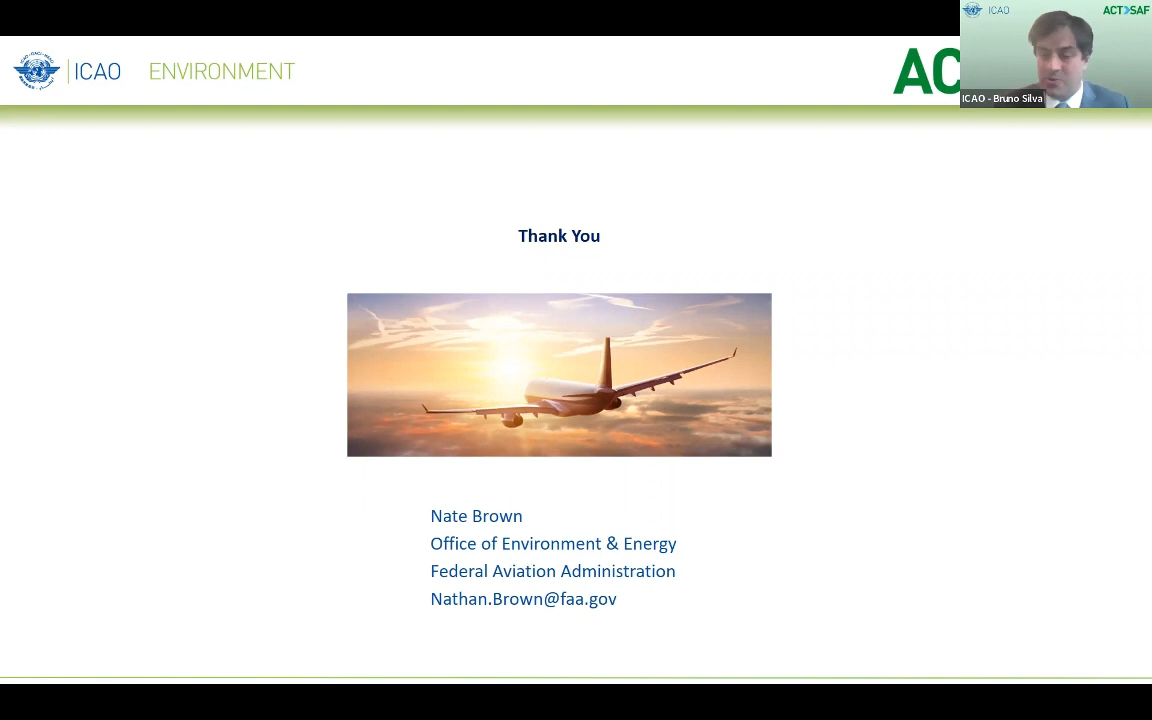 ICAO ENVIRONMENT
AC
ICAO
ACT SAF
ICAO - Bruno Silva
Thank You
Nate Brown
Office of Environment & Energy
Federal Aviation Administration
Nathan.Brown@faa.gov